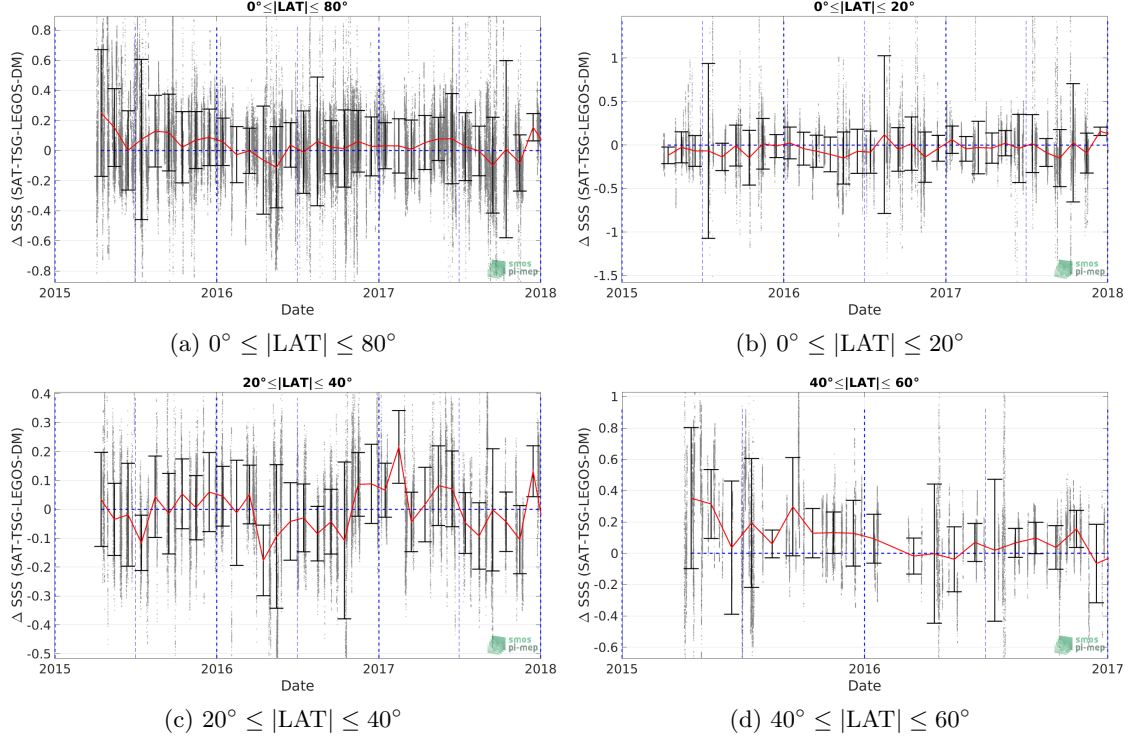 0°≤|LAT|≤ 80°
Δ SSS (SAT-TSG-LEGOS-DM)
0.8
0.6
0.4
0.2
0
-0.2
-0.4
-0.6
-0.8
2015 2016 2017 2018
Date
smos
pi-mep
(a) 0° ≤ |LAT| ≤ 80°
0°≤|LAT|≤ 20°
Δ SSS (SAT-TSG-LEGOS-DM)
1
0.5
0
-0.5
-1
-1.5
2015 2016 2017 2018
Date
smos
pi-mep
(b) 0° ≤ |LAT| ≤ 20°
20°≤|LAT|≤ 40°
Δ SSS (SAT-TSG-LEGOS-DM)
0.4
0.3
0.2
0.1
0
-0.1
-0.2
-0.3
-0.4
-0.5
2015 2016 2017 2018
Date
smos
pi-mep
(c) 20° ≤ |LAT| ≤ 40°
40°≤|LAT|≤ 60°
Δ SSS (SAT-TSG-LEGOS-DM)
1
0.8
0.6
0.4
0.2
0
-0.2
-0.4
-0.6
2015 2016 2017
Date
smos
pi-mep
(d) 40° ≤ |LAT| ≤ 60°